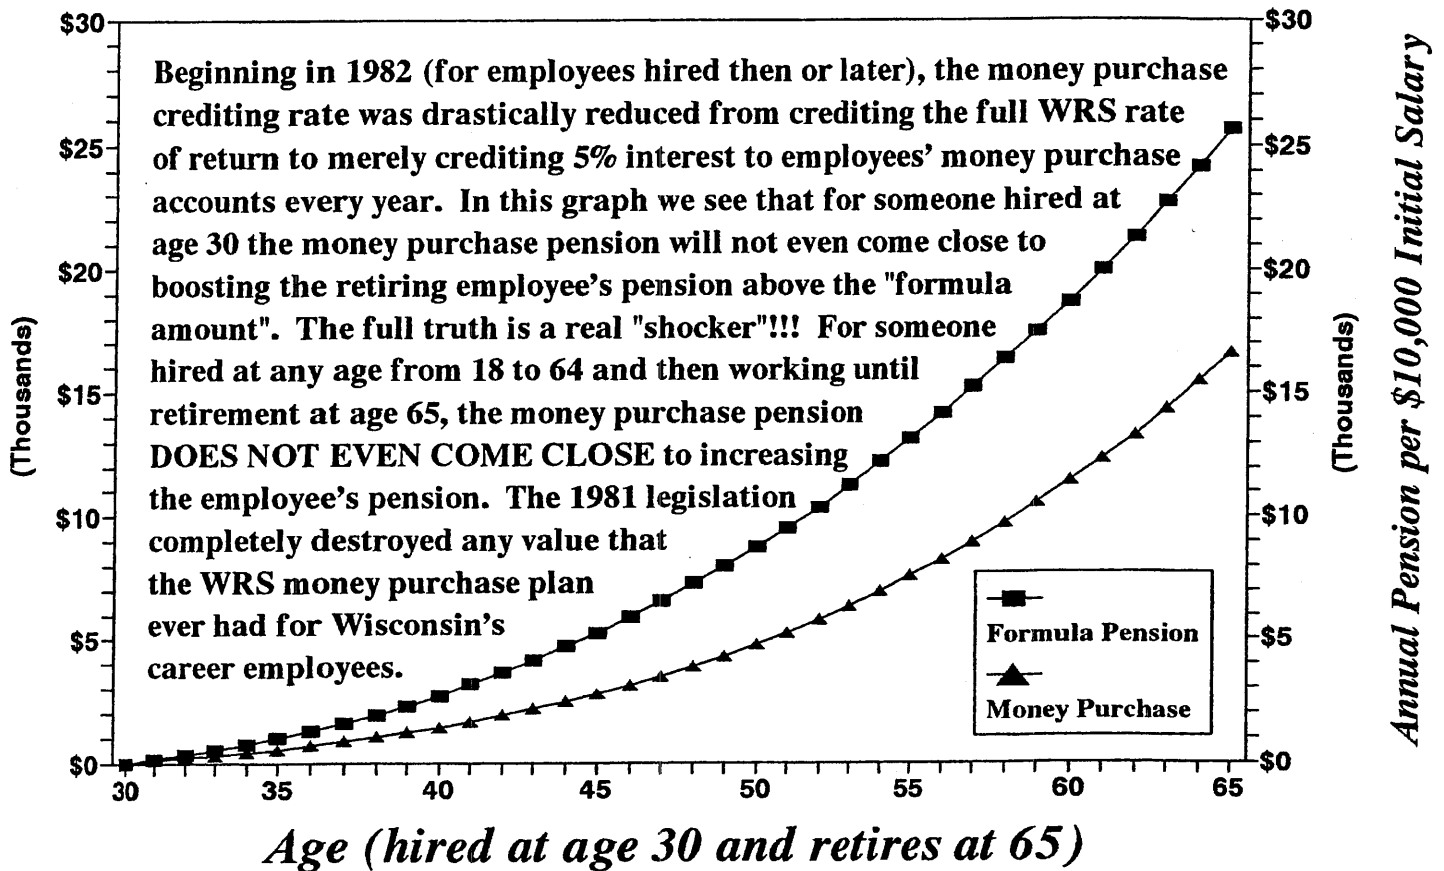 $30
$25
$20
$15
$10
$5
$0
(Thousands)
Beginning in 1982 (for employees hired then or later), the money purchase
crediting rate was drastically reduced from crediting the full WRS rate
of return to merely crediting 5% interest to employees' money purchase
accounts every year. In this graph we see that for someone hired at
age 30 the money purchase pension will not even come close to
boosting the retiring employee's pension above the "formula
amount". The full truth is a real "shocker"!!! For someone
hired at any age from 18 to 64 and then working until
retirement at age 65, the money purchase pension
DOES NOT EVEN COME CLOSE to increasing
the employee's pension. The 1981 legislation
completely destroyed any value that
the WRS money purchase plan
ever had for Wisconsin's
career employees.
Formula Pension
Money Purchase
$30
$25
$20
$15
$10
$5
$0
(Thousands)
Annual Pension per $10,000 Initial Salary
30 35 40 45 50 55 60 65
Age (hired at age 30 and retires at 65)